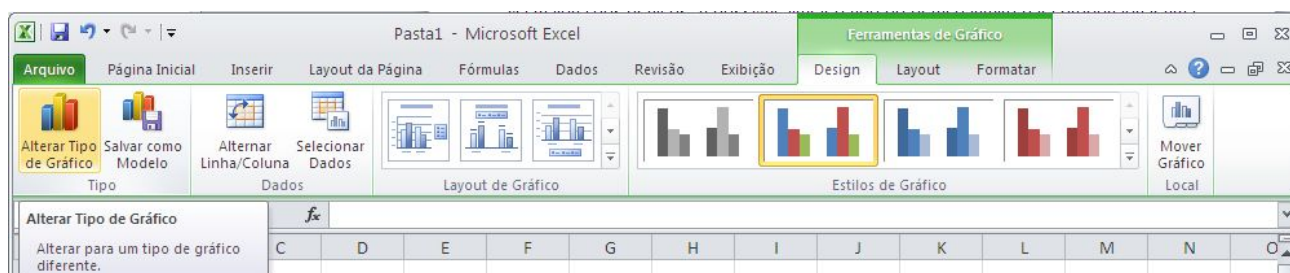 Pasta1 - Microsoft Excel
Ferramentas de Gráfico
Arquivo Página Inicial Inserir Layout da Página Fórmulas Dados Revisão Exibição Design Layout Formatar
Alterar Tipo de Gráfico
Salvar como Modelo
Alternar Linha/Coluna
Selecionar Dados
Mover Gráfico
Tipo Dados Layout de Gráfico Estilos de Gráfico Local
Alterar Tipo de Gráfico
fx
Alterar para um tipo de gráfico
diferente.
C D E F G H I J K L M N O